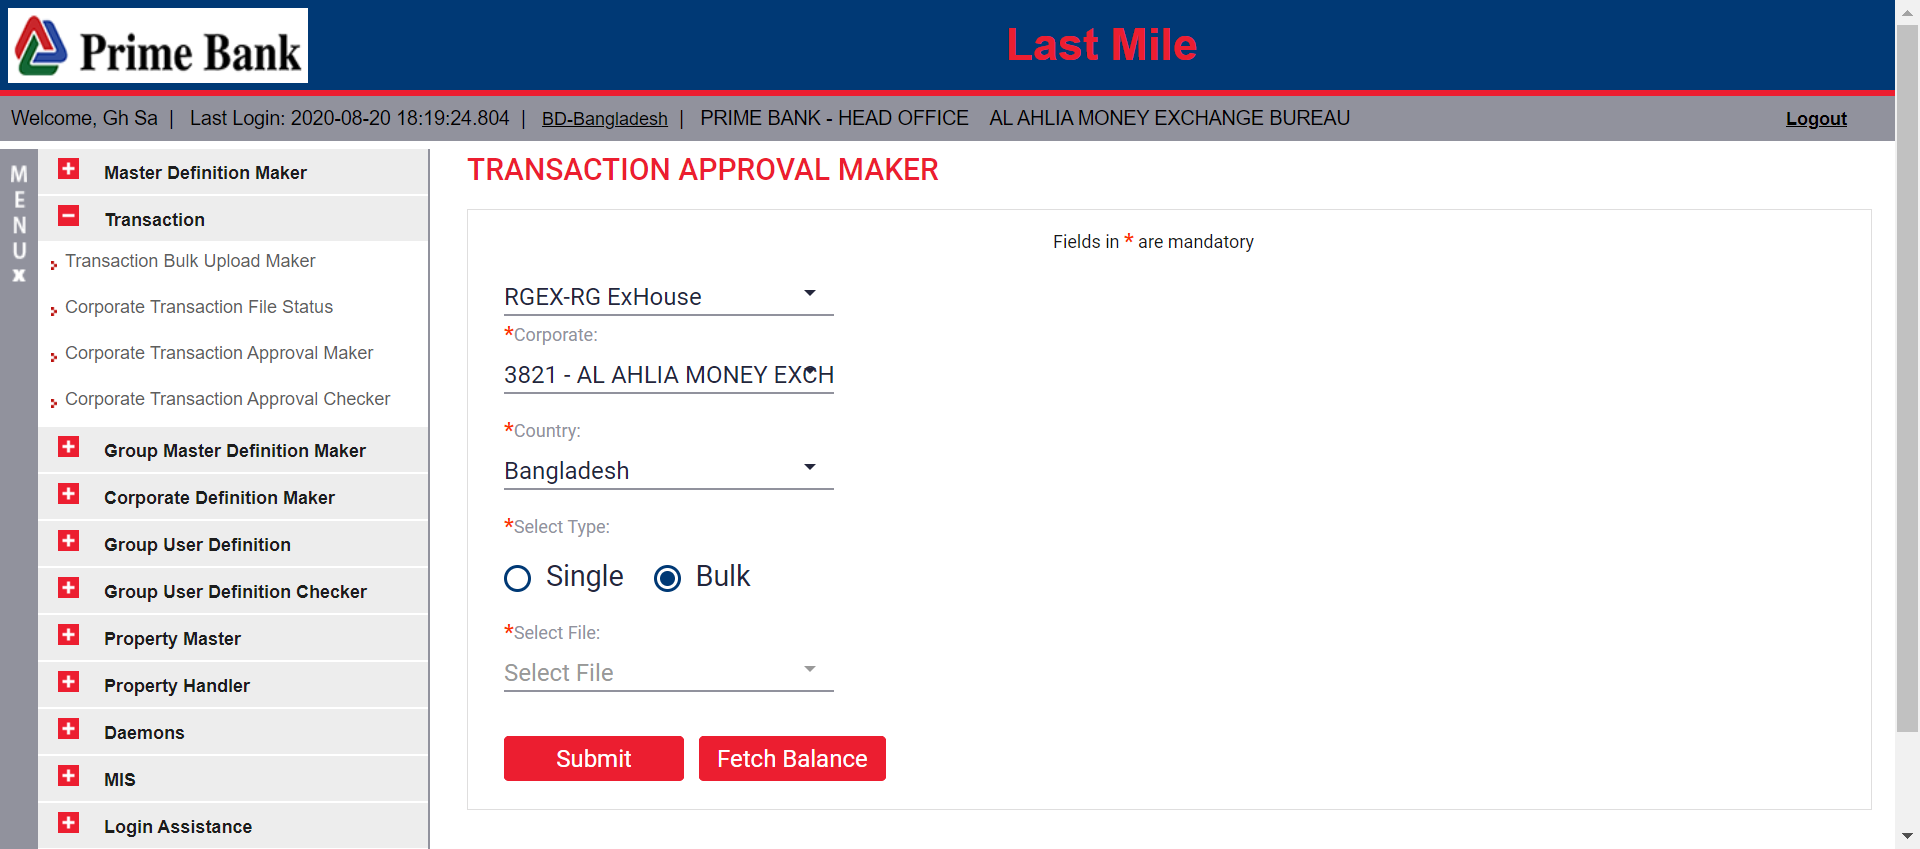 Prime Bank
Last Mile
Welcome, Gh Sa | Last Login: 2020-08-20 18:19:24.804 | BD-Bangladesh | PRIME BANK - HEAD OFFICE AL AHLIA MONEY EXCHANGE BUREAU Logout
MENU x
Master Definition Maker
Transaction
Transaction Bulk Upload Maker
Corporate Transaction File Status
Corporate Transaction Approval Maker
Corporate Transaction Approval Checker
Group Master Definition Maker
Corporate Definition Maker
Group User Definition
Group User Definition Checker
Property Master
Property Handler
Daemons
MIS
Login Assistance
TRANSACTION APPROVAL MAKER
Fields in * are mandatory
RGEX-RG ExHouse
*Corporate:
3821 - AL AHLIA MONEY EXCH
*Country:
Bangladesh
*Select Type:
Single Bulk
*Select File:
Select File
Submit Fetch Balance